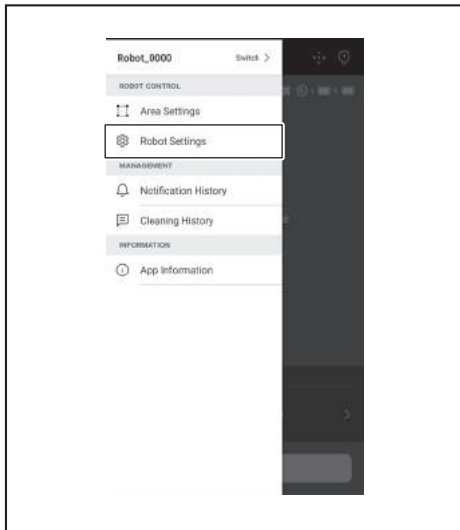 Robot_0000 Switch >
ROBOT CONTROL
Area Settings
Robot Settings
MANAGEMENT
Notification History
Cleaning History
INFORMATION
App Information